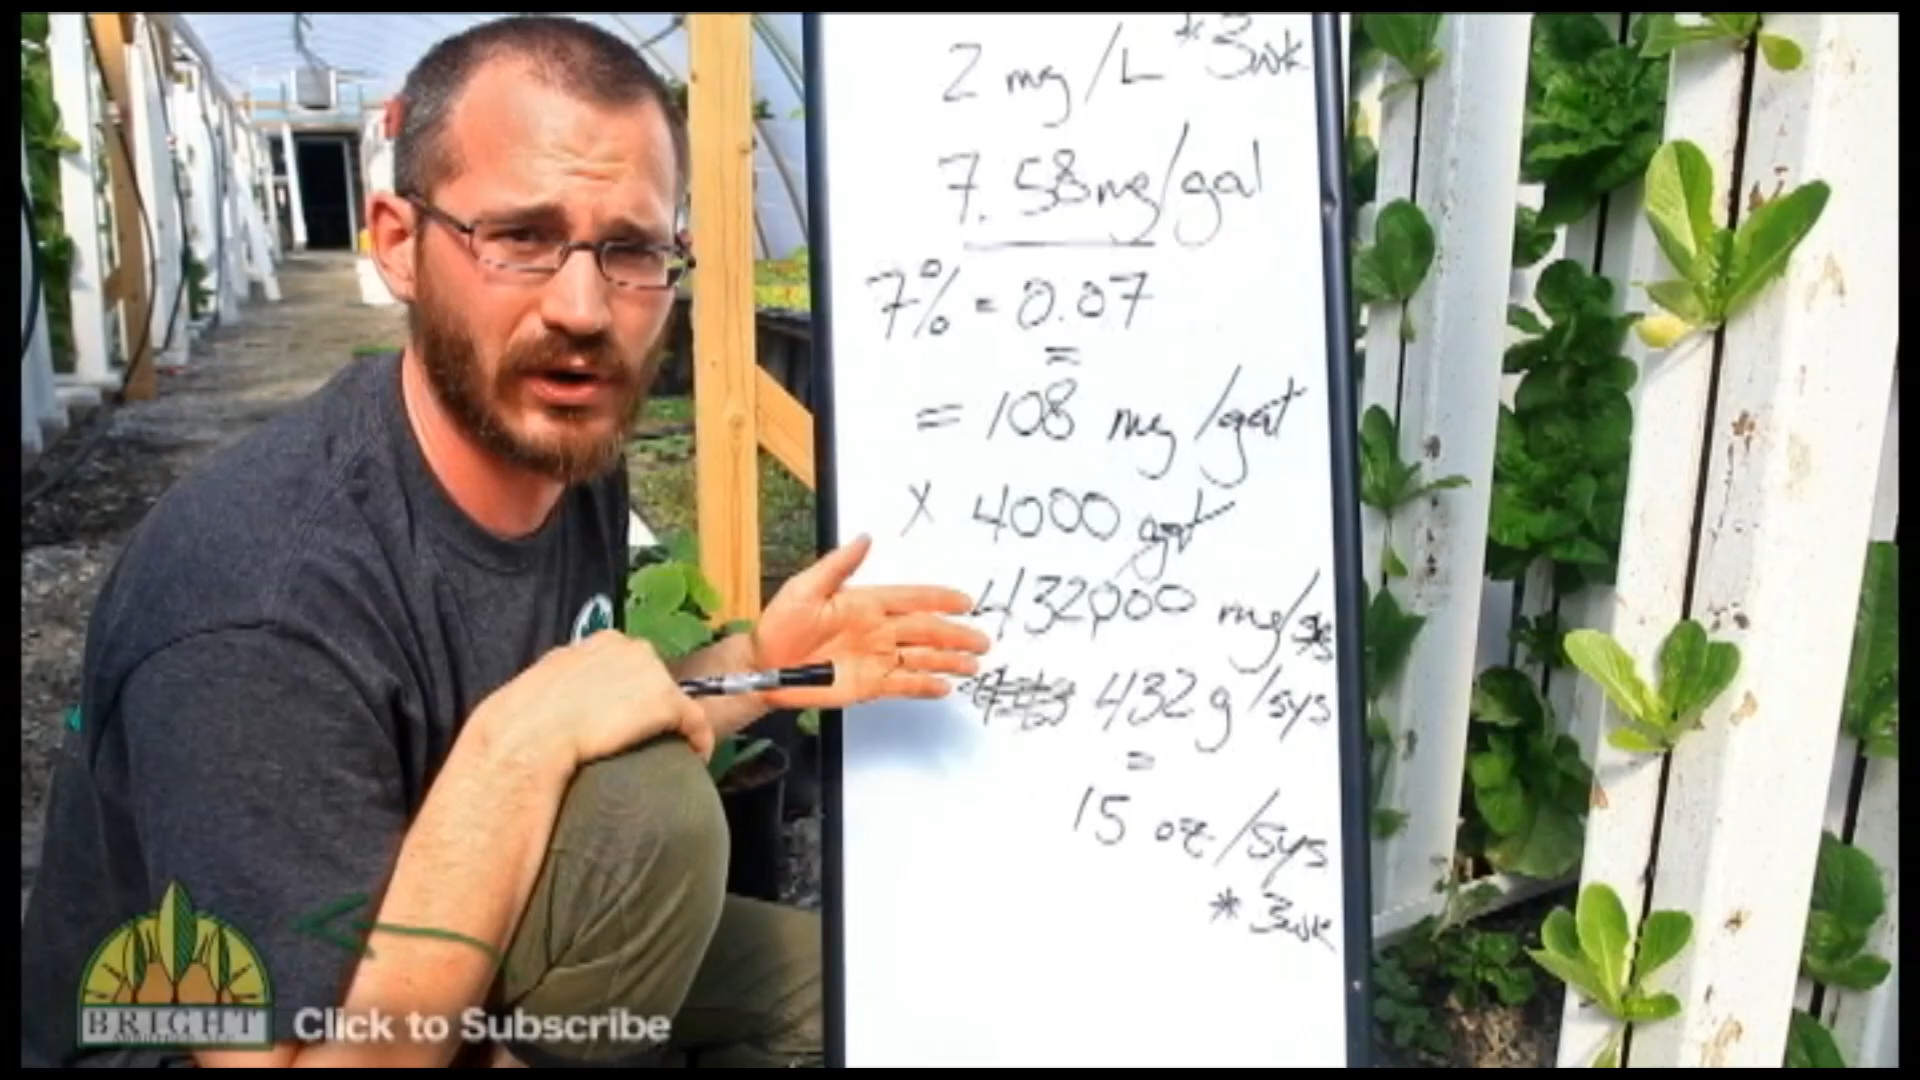 2 mg/L *3wk
7.58mg/gal
7% = 0.07
=
= 108 mg/gal
X 4000 gal
432000 mg/sys
432g/sys
=
15 oz/sys
*3wk
BRIGHT
Click to Subscribe